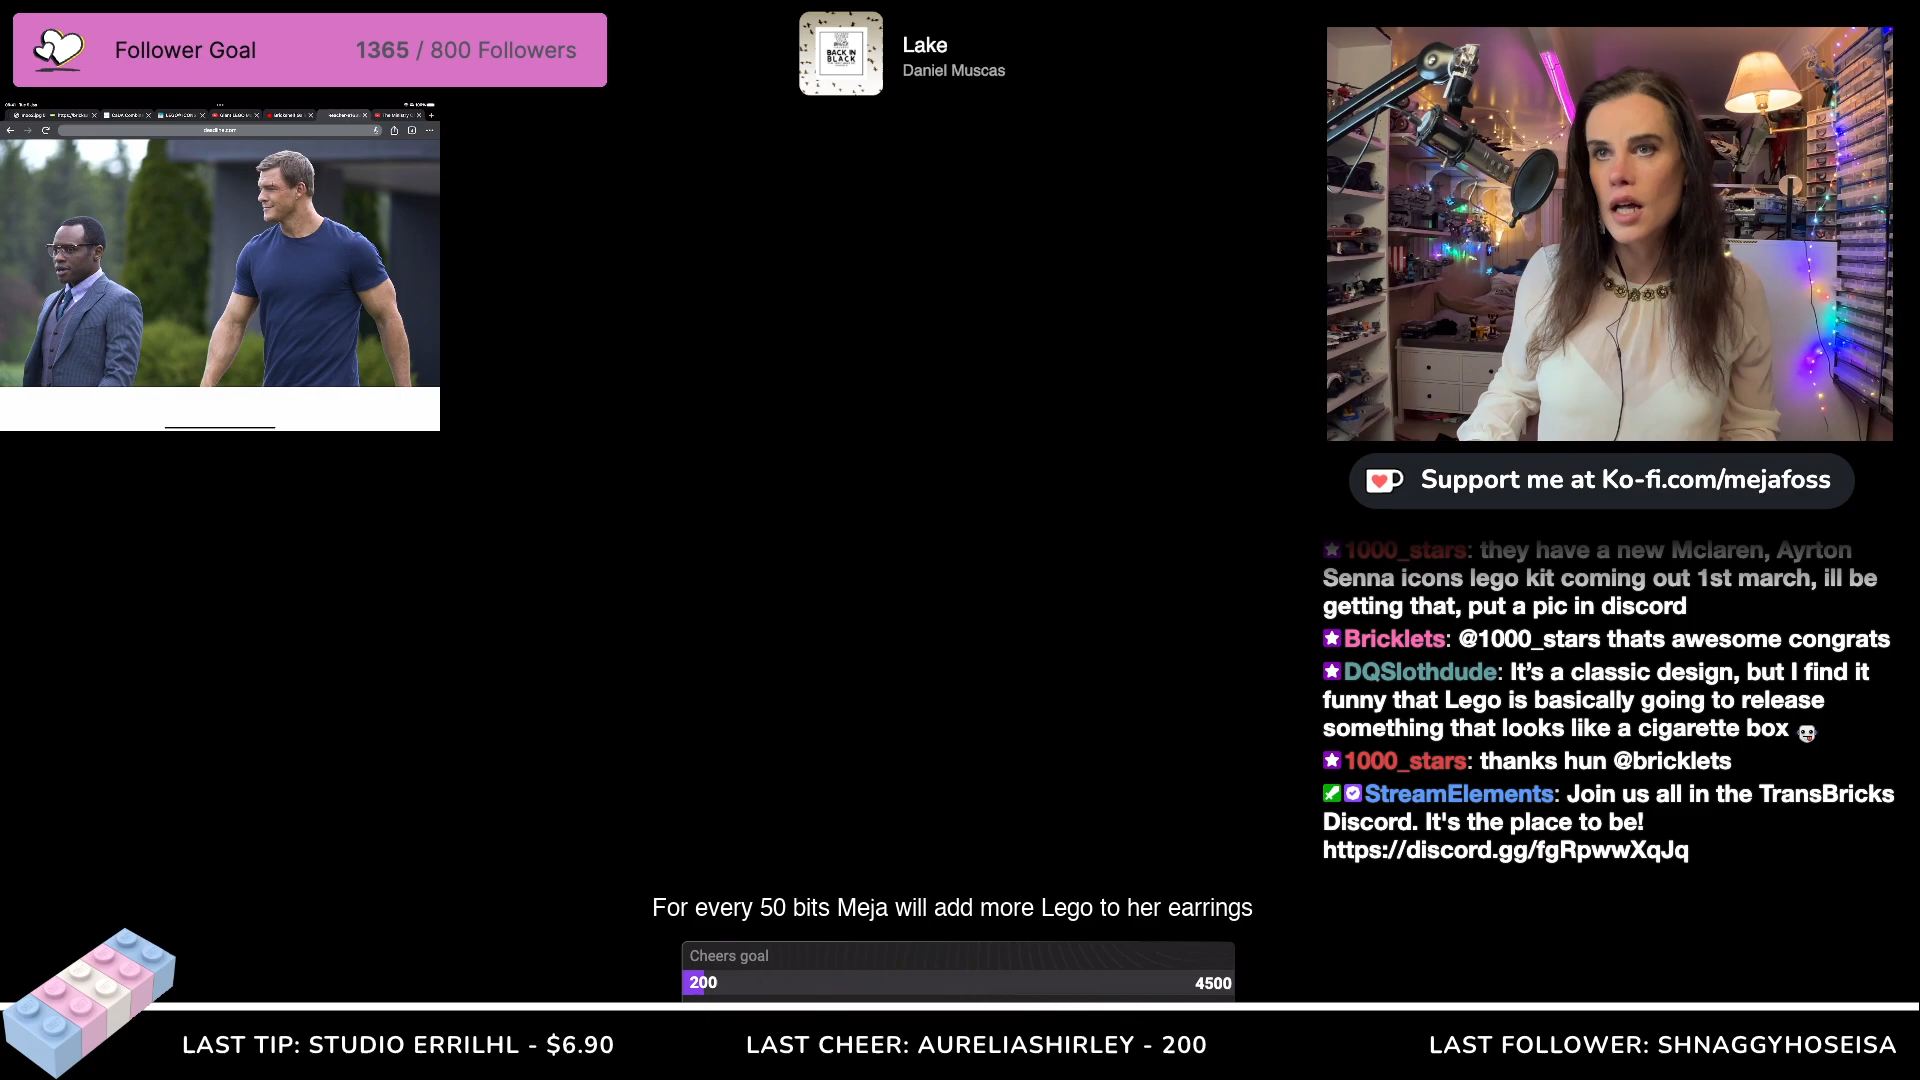 Follower Goal 1365 / 800 Followers
BACK IN
BLACK
Lake
Daniel Muscas
deadline.com
Support me at Ko-fi.com/mejafoss
1000_stars: they have a new Mclaren, Ayrton
Senna icons lego kit coming out 1st march, ill be
getting that, put a pic in discord
Bricklets: @1000_stars thats awesome congrats
DQSlothdude: It’s a classic design, but I find it
funny that Lego is basically going to release
something that looks like a cigarette box
1000_stars: thanks hun @bricklets
StreamElements: Join us all in the TransBricks
Discord. It's the place to be!
https://discord.gg/fgRpwwXqJq
For every 50 bits Meja will add more Lego to her earrings
Cheers goal
200 4500
LAST TIP: STUDIO ERRILHL - $6.90 LAST CHEER: AURELIASHIRLEY - 200 LAST FOLLOWER: SHNAGGYHOSEISA